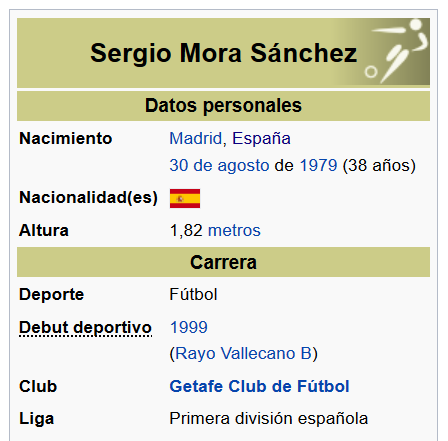 Sergio Mora Sánchez
Datos personales
Nacimiento Madrid, España
30 de agosto de 1979 (38 años)
Nacionalidad(es)
Altura 1,82 metros
Carrera
Deporte Fútbol
Debut deportivo 1999
(Rayo Vallecano B)
Club Getafe Club de Fútbol
Liga Primera división española